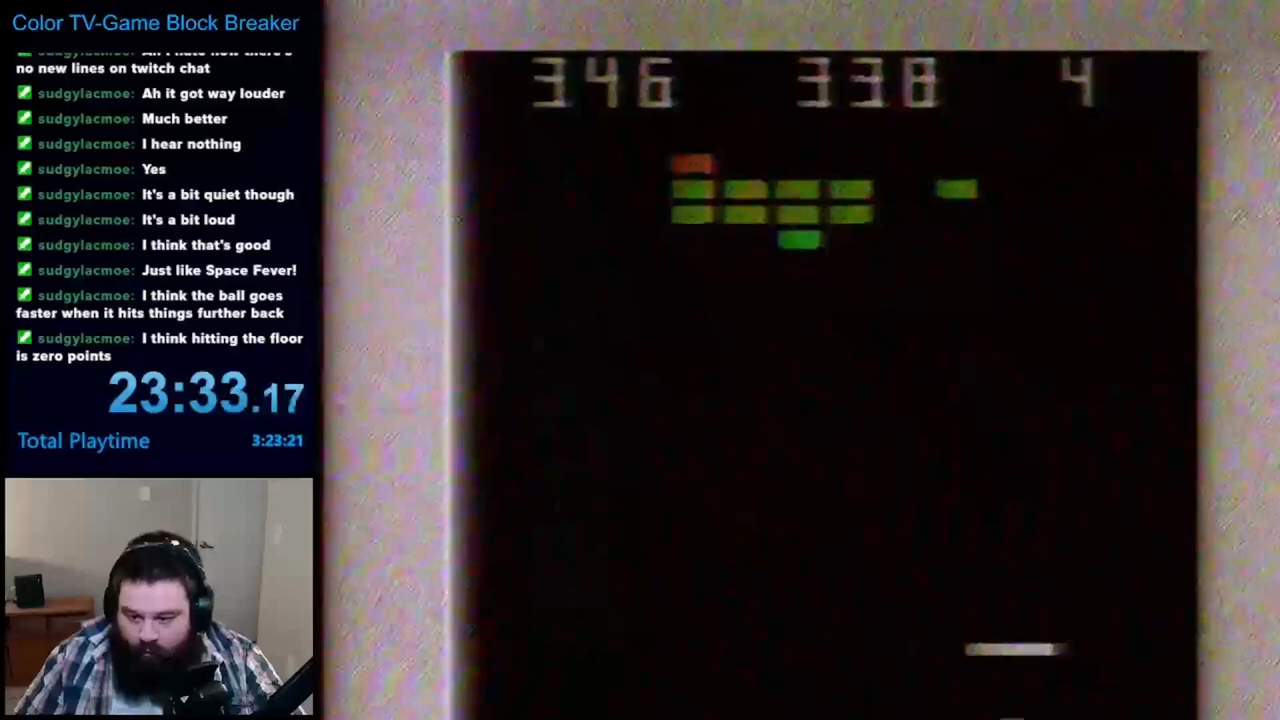 Color TV-Game Block Breaker
no new lines on twitch chat
sudgylacmoe: Ah it got way louder
sudgylacmoe: Much better
sudgylacmoe: I hear nothing
sudgylacmoe: Yes
sudgylacmoe: It's a bit quiet though
sudgylacmoe: It's a bit loud
sudgylacmoe: I think that's good
sudgylacmoe: Just like Space Fever!
sudgylacmoe: I think the ball goes
faster when it hits things further back
sudgylacmoe: I think hitting the floor
is zero points
23:33.17
Total Playtime 3:23:21
346 338 4